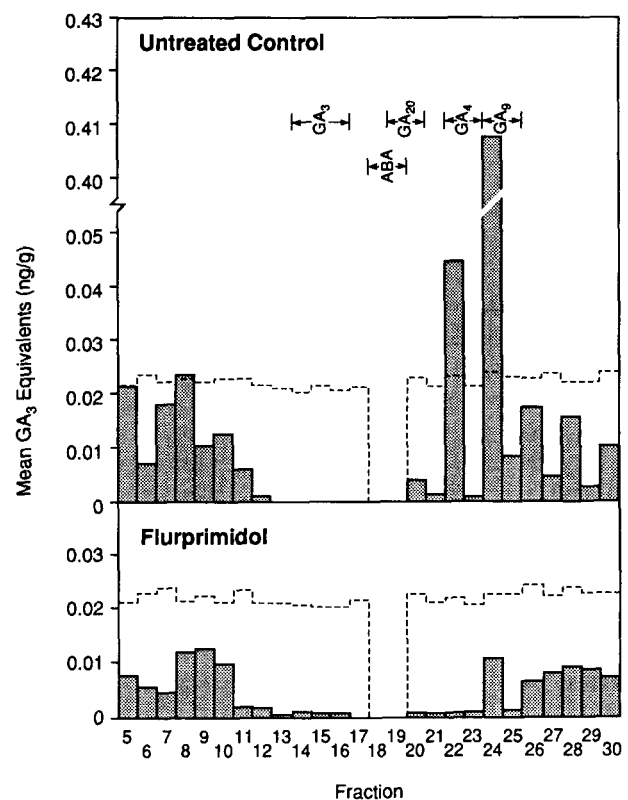 Untreated Control
Mean GA3 Equivalents (ng/g)
0.43
0.42
0.41
0.40
0.05
0.04
0.03
0.02
0.01
0
GA3
ABA
GA20
GA4
GA9
Flurprimidol
0.03
0.02
0.01
0
5 6 7 8 9 10 11 12 13 14 15 16 17 18 19 20 21 22 23 24 25 26 27 28 29 30
Fraction